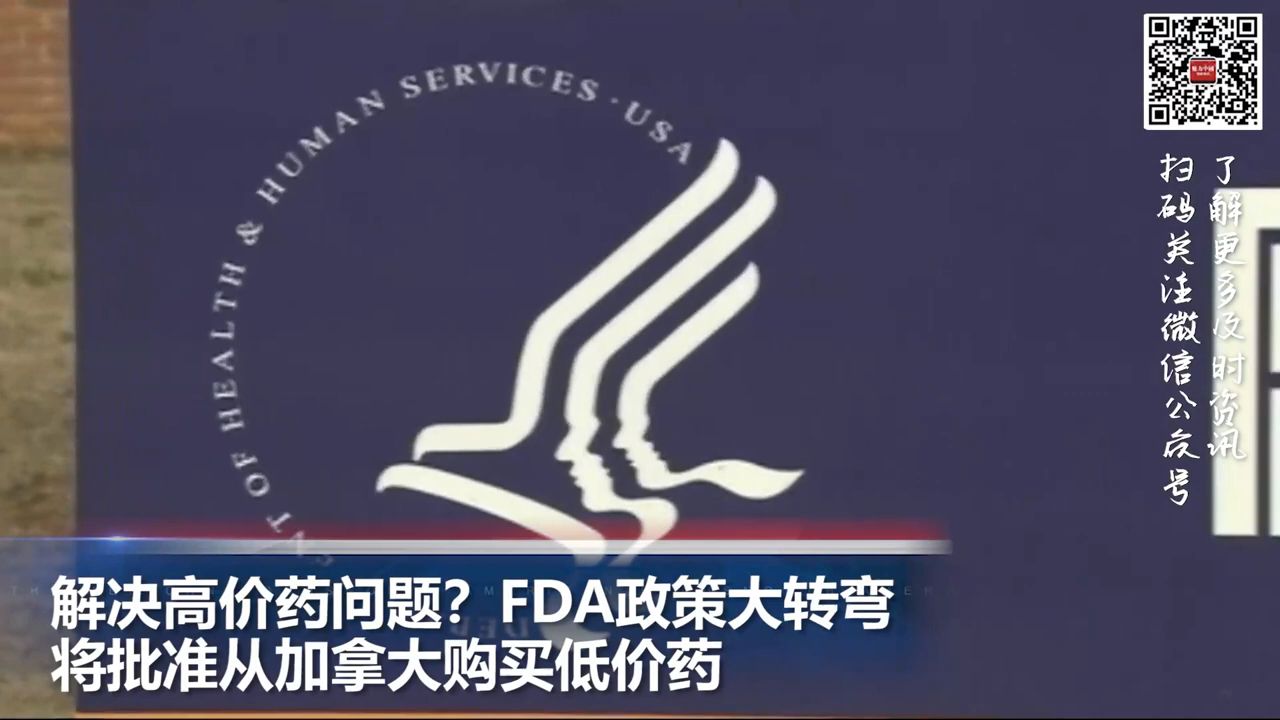 ENT OF HEALTH & HUMAN SERVICES · USA
了解更多及时资讯
扫码关注微信公众号
解决高价药问题？FDA政策大转弯
将批准从加拿大购买低价药